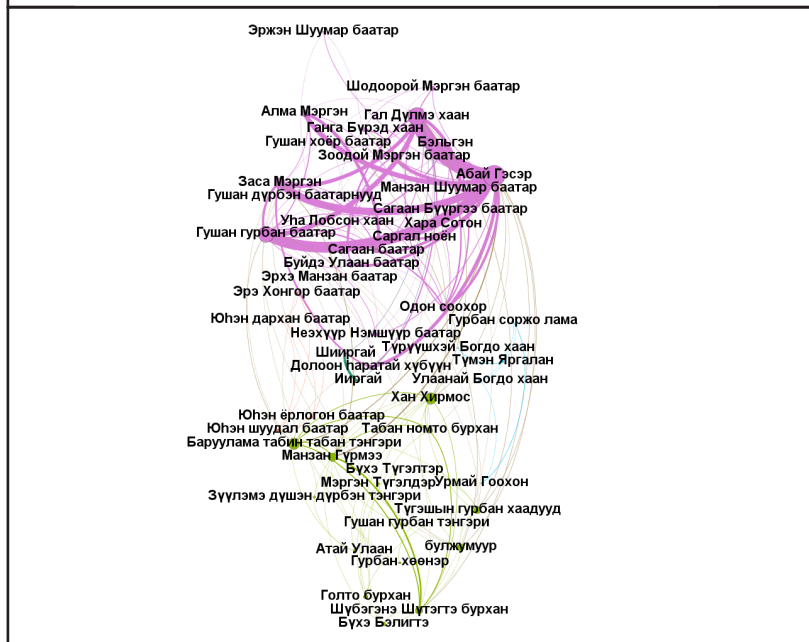 Эржэн Шуумар баатар
Шодоорой Мэргэн баатар
Алма Мэргэн
Гал Дүлмэ хаан
Ганга Бүрэд хаан
Гушан хоёр баатар
Бэльгэн
Зоодой Мэргэн баатар
Абай Гэсэр
Заса Мэргэн
Манзан Шуумар баатар
Гушан дүрбэн баатарнууд
Сагаан Бүүргээ баатар
Уһа Лобсон хаан
Хара Сотон
Гушан гурбан баатар
Саргал ноён
Сагаан баатар
Буйдэ Улаан баатар
Эрхэ Манзан баатар
Эрэ Хонгор баатар
Одон соохор
Юһэн дархан баатар
Гурбан соржо лама
Неэхүүр Нэмшүүр баатар
Түрүүшхэй Богдо хаан
Шииргай
Түмэн Яргалан
Долоон һаратай хүбүүн
Ииргай
Улаанай Богдо хаан
Хан Хирмос
Юһэн ёрлогон баатар
Юһэн шуудал баатар
Табан номто бурхан
Баруулама табин табан тэнгэри
Манзан Гүрмээ
Бүхэ Түгэлтэр
Мэргэн Түгэлдэр
Урмай Гоохон
Зүүлэмэ дүшэн дүрбэн тэнгэри
Түгэшын гурбан хаадууд
Гушан гурбан тэнгэри
Атай Улаан
булжумуур
Гурбан хөөнэр
Голто бурхан
Шүбэгэнэ Шүтэгтэ бурхан
Бүхэ Бэлигтэ